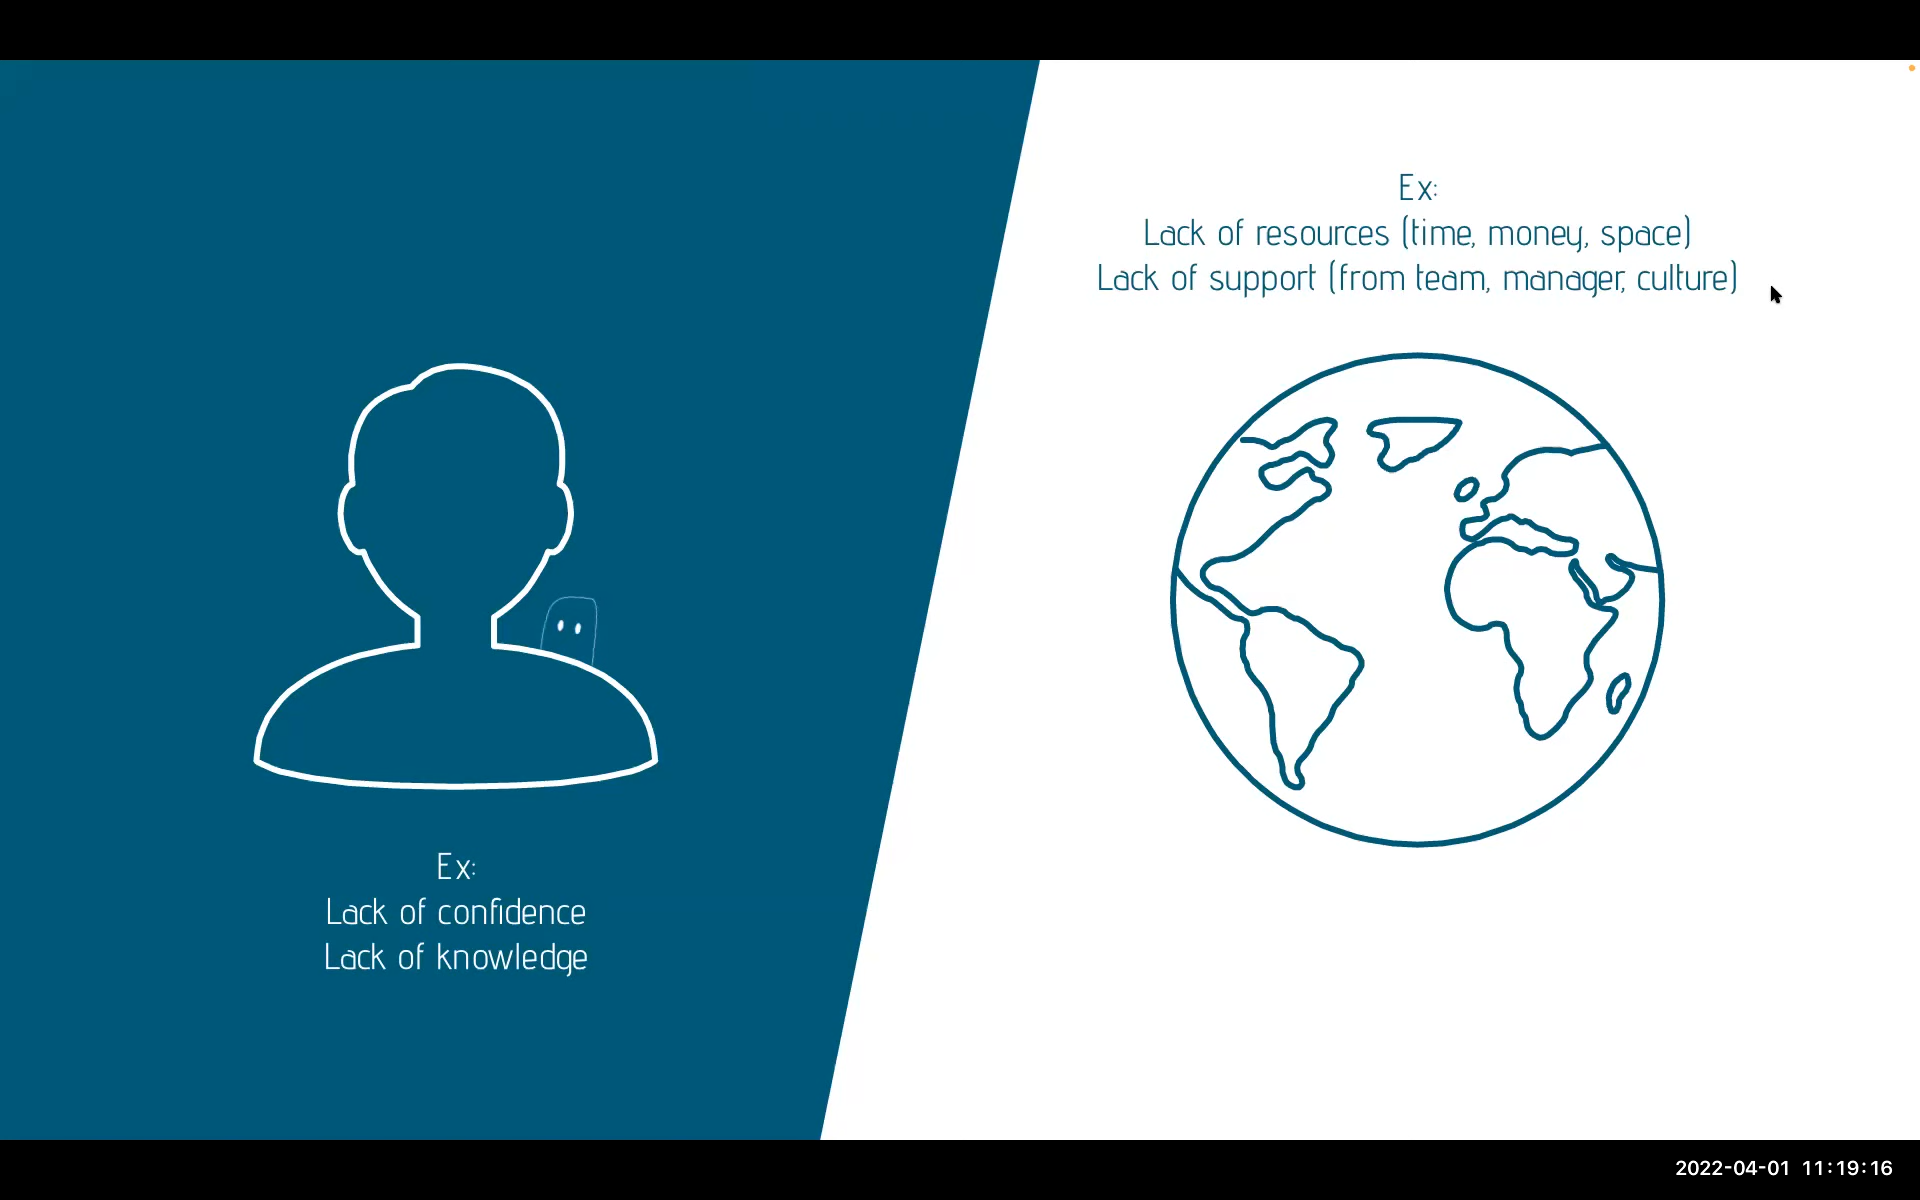 Ex:
Lack of confidence
Lack of knowledge
Ex:
Lack of resources (time, money, space)
Lack of support (from team, manager, culture)
2022-04-01 11:19:16